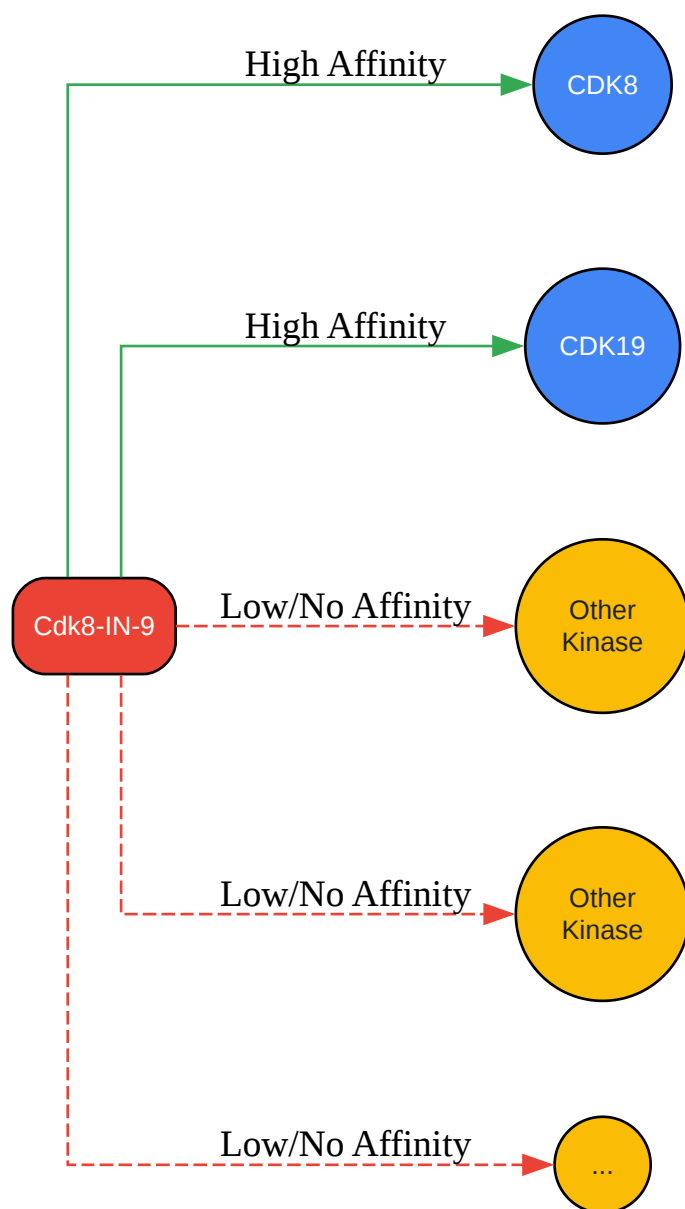 High Affinity
CDK8
High Affinity
CDK19
Cdk8-IN-9
Low/No Affinity
Other
Kinase
Low/No Affinity
Other
Kinase
Low/No Affinity
...